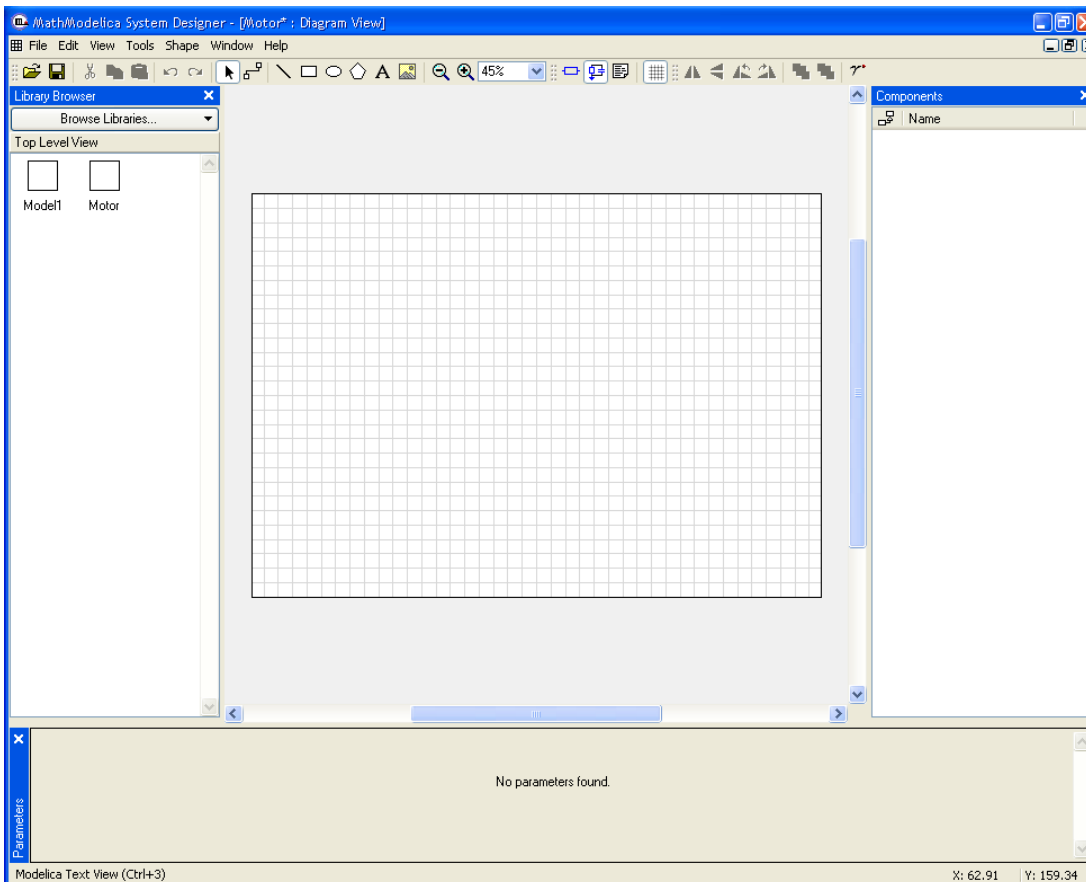 MathModelica System Designer - [Motor* : Diagram View]
File Edit View Tools Shape Window Help
A 45%
Library Browser
Browse Libraries...
Top Level View
Model1 Motor
Components
Name
No parameters found.
Parameters
Modelica Text View (Ctrl+3)
X: 62.91 Y: 159.34